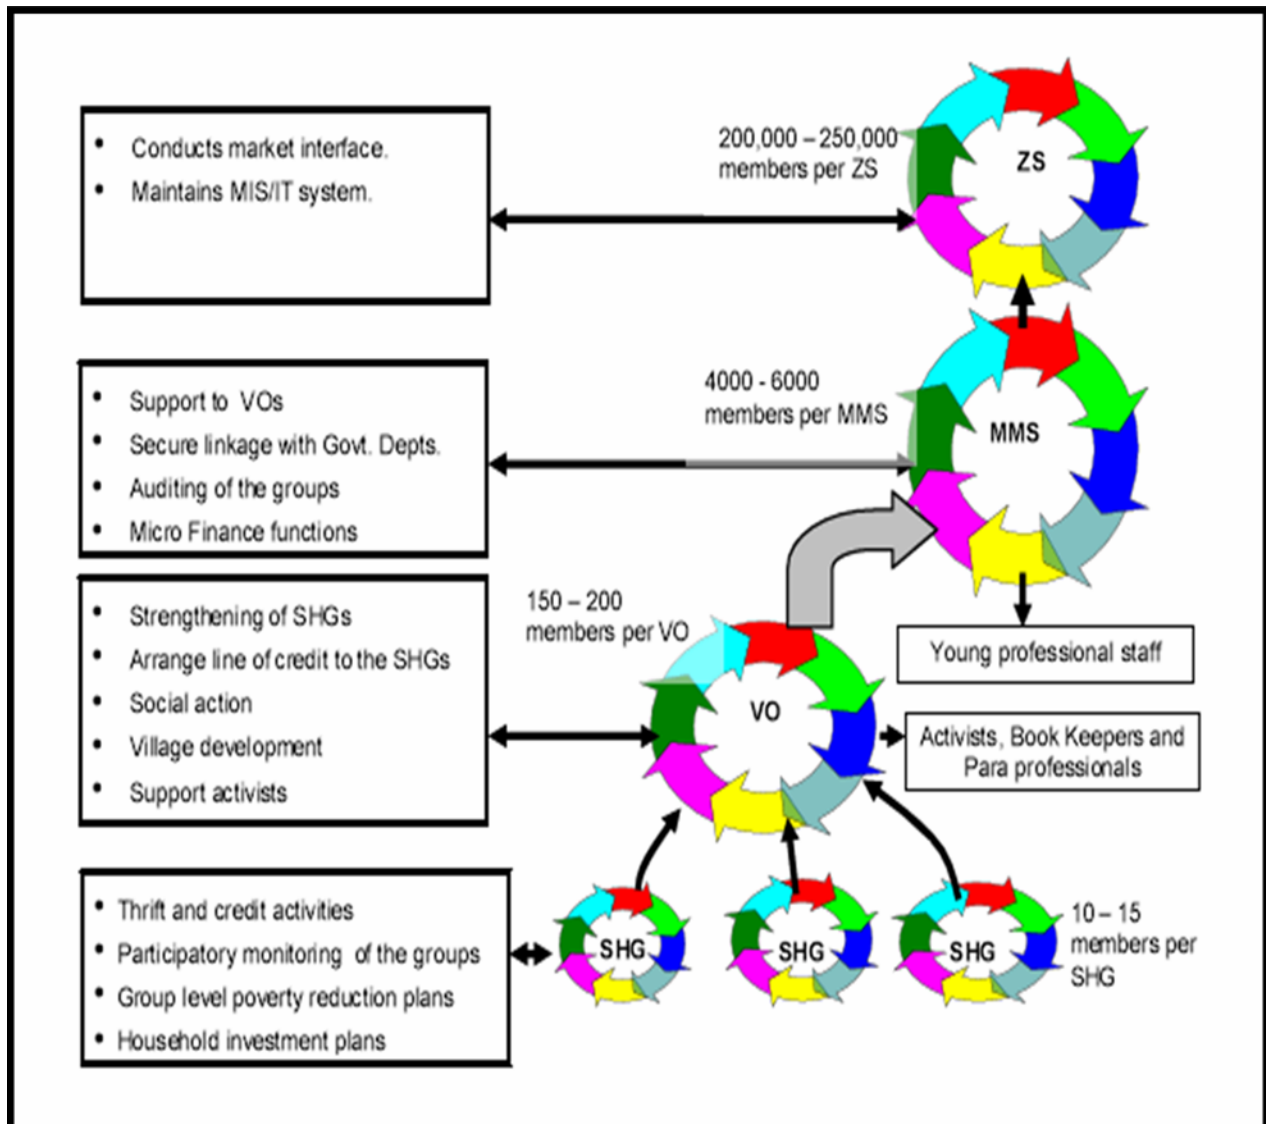 • Conducts market interface.
• Maintains MIS/IT system.
200,000 – 250,000
members per ZS
ZS
• Support to VOs
• Secure linkage with Govt. Depts.
• Auditing of the groups
• Micro Finance functions
4000 - 6000
members per MMS
MMS
• Strengthening of SHGs
• Arrange line of credit to the SHGs
• Social action
• Village development
• Support activists
150 – 200
members per VO
VO
Young professional staff
Activists, Book Keepers and
Para professionals
• Thrift and credit activities
• Participatory monitoring of the groups
• Group level poverty reduction plans
• Household investment plans
SHG
SHG
SHG
10 – 15
members per
SHG